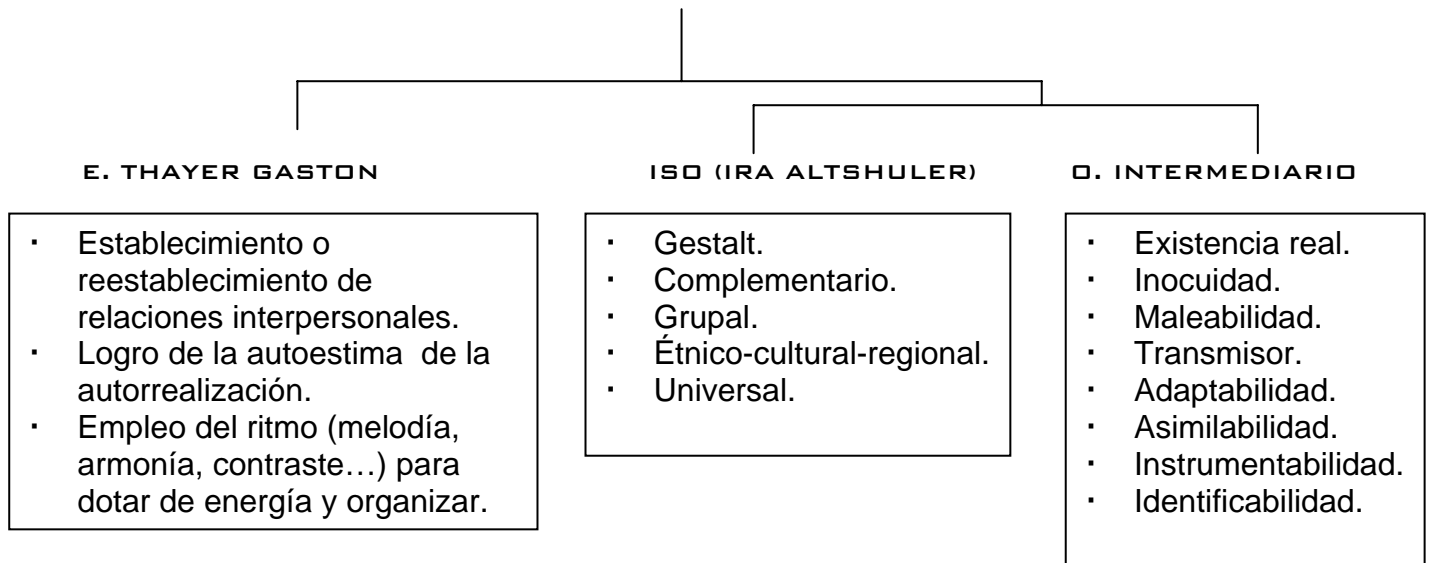 E. THAYER GASTON
· Establecimiento o
reestablecimiento de
relaciones interpersonales.
· Logro de la autoestima de la
autorrealización.
· Empleo del ritmo (melodía,
armonía, contraste…) para
dotar de energía y organizar.
ISO (IRA ALTSHULER)
· Gestalt.
· Complementario.
· Grupal.
· Étnico-cultural-regional.
· Universal.
O. INTERMEDIARIO
· Existencia real.
· Inocuidad.
· Maleabilidad.
· Transmisor.
· Adaptabilidad.
· Asimilabilidad.
· Instrumentabilidad.
· Identificabilidad.